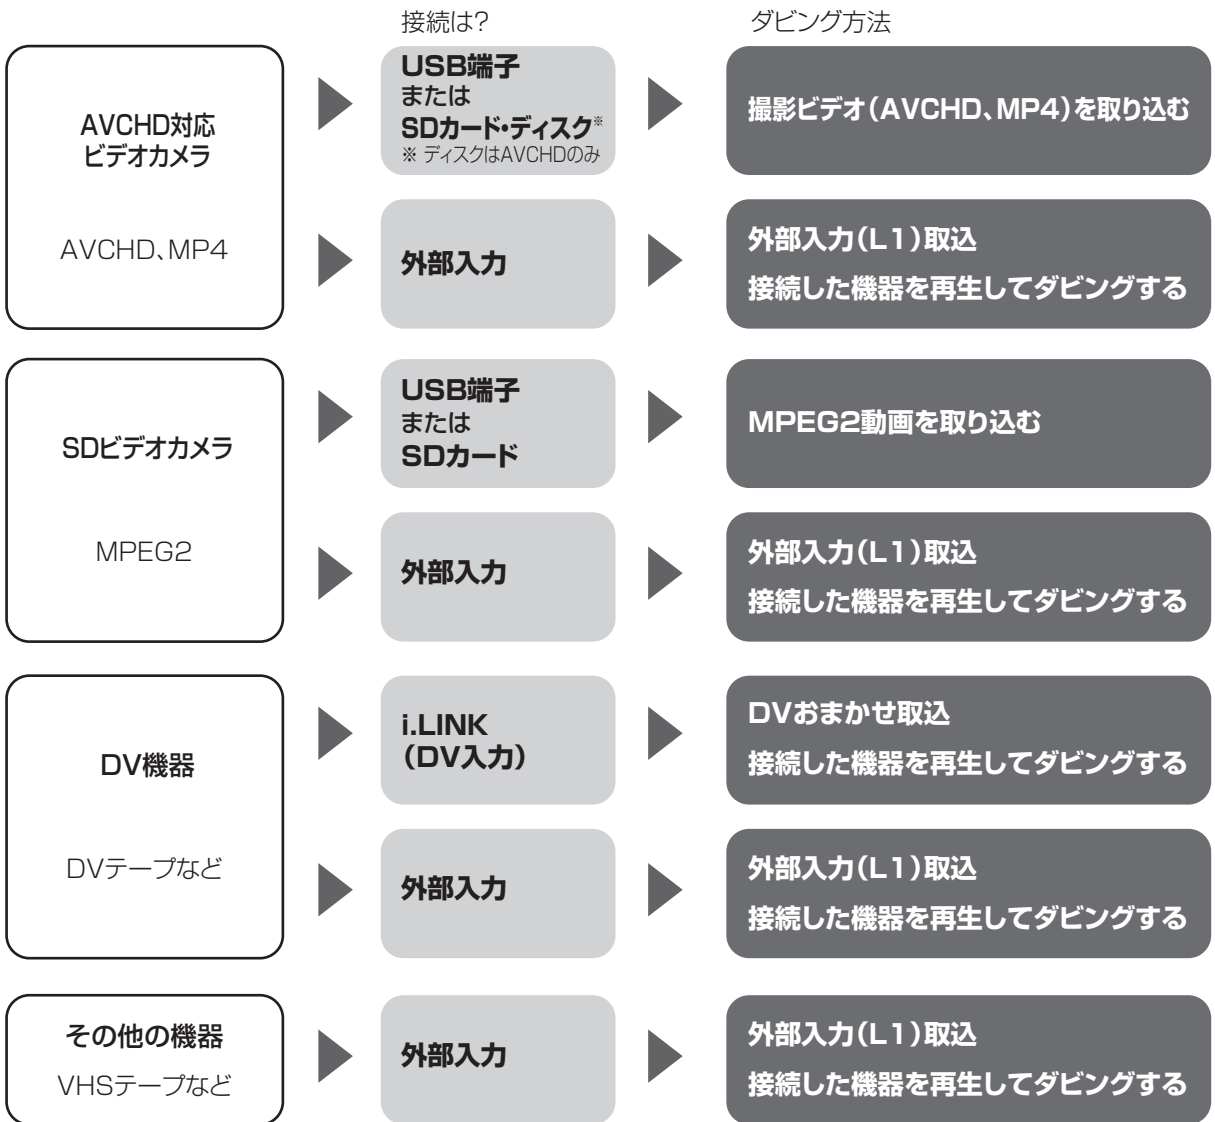 接続は?
ダビング方法
AVCHD対応
ビデオカメラ
AVCHD、MP4
USB端子
または
SDカード・ディスク※
※ ディスクはAVCHDのみ
撮影ビデオ(AVCHD、MP4)を取り込む
外部入力
外部入力(L1)取込
接続した機器を再生してダビングする
SDビデオカメラ
MPEG2
USB端子
または
SDカード
MPEG2動画を取り込む
外部入力
外部入力(L1)取込
接続した機器を再生してダビングする
DV機器
DVテープなど
i.LINK
(DV入力)
DVおまかせ取込
接続した機器を再生してダビングする
外部入力
外部入力(L1)取込
接続した機器を再生してダビングする
その他の機器
VHSテープなど
外部入力
外部入力(L1)取込
接続した機器を再生してダビングする